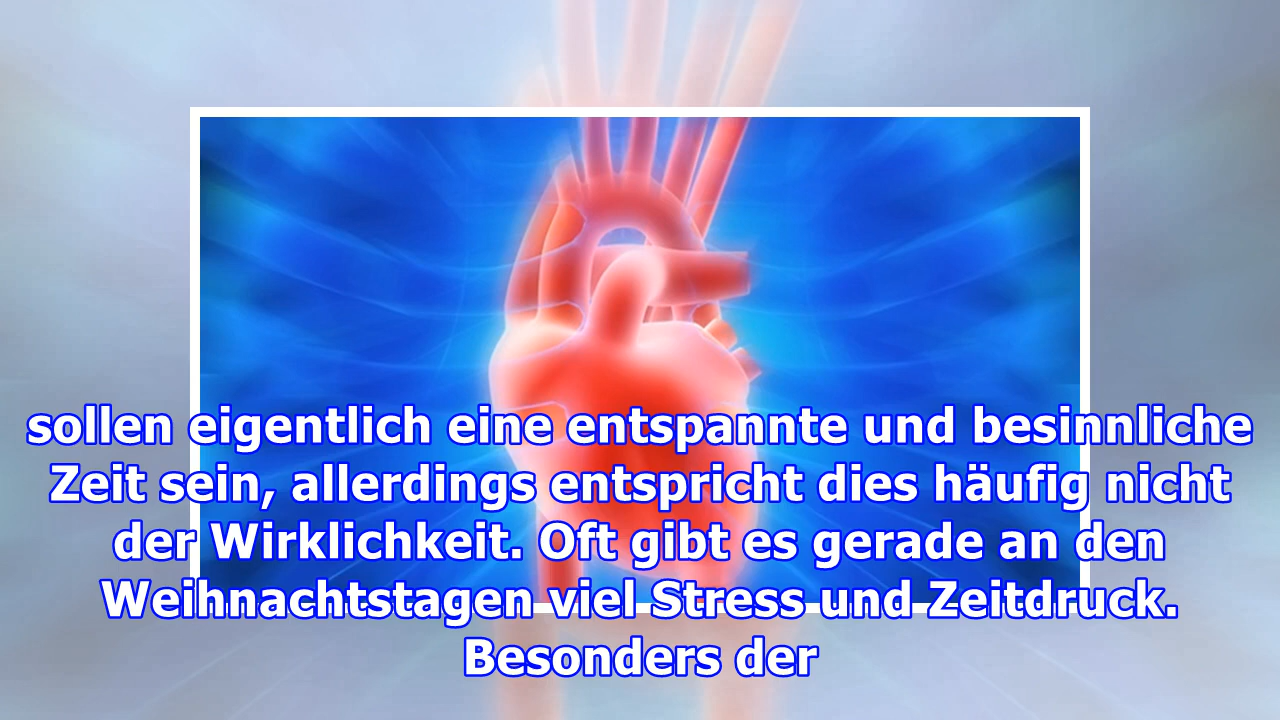 sollen eigentlich eine entspannte und besinnliche
Zeit sein, allerdings entspricht dies häufig nicht
der Wirklichkeit. Oft gibt es gerade an den
Weihnachtstagen viel Stress und Zeitdruck.
Besonders der